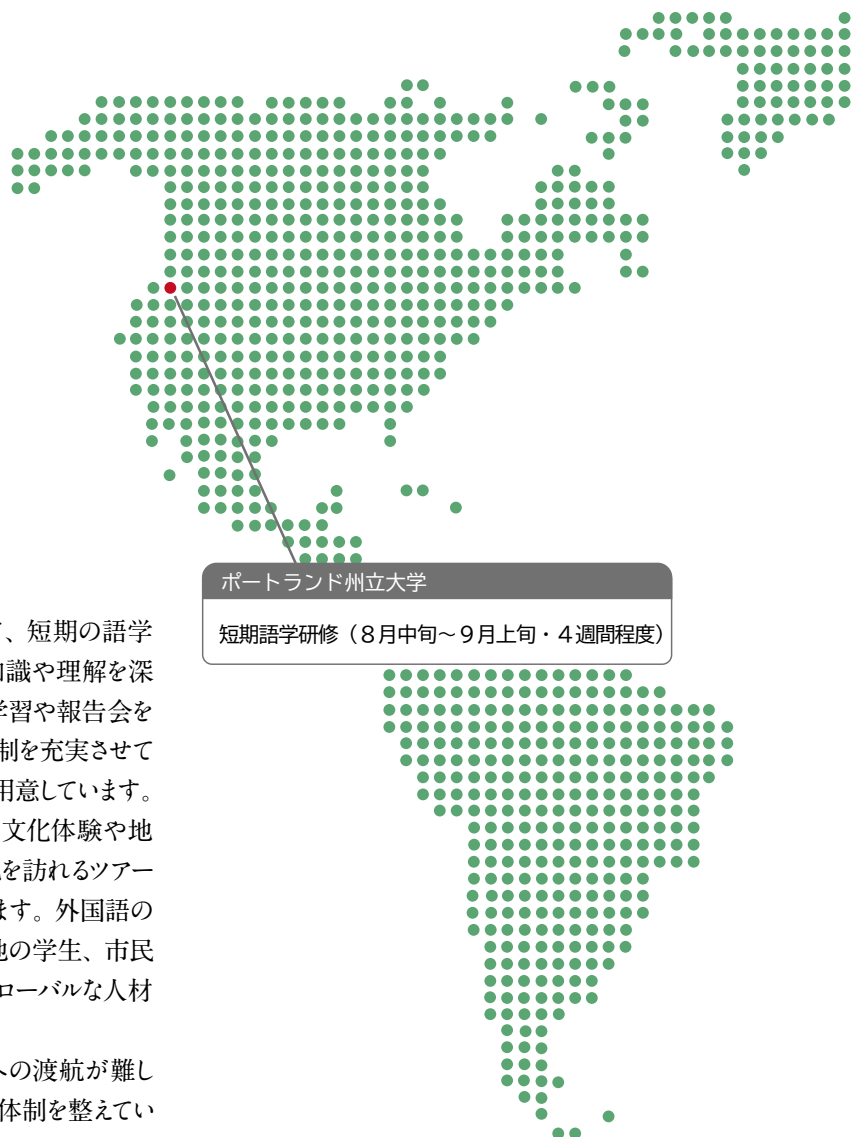 ポートランド州立大学
短期語学研修（８月中旬～９月上旬・４週間程度）
、短期の語学
識や理解を深
学習や報告会を
制を充実させて
用意しています。
文化体験や地
を訪れるツアー
ます。外国語の
地の学生、市民
ローバルな人材
への渡航が難し
体制を整えてい